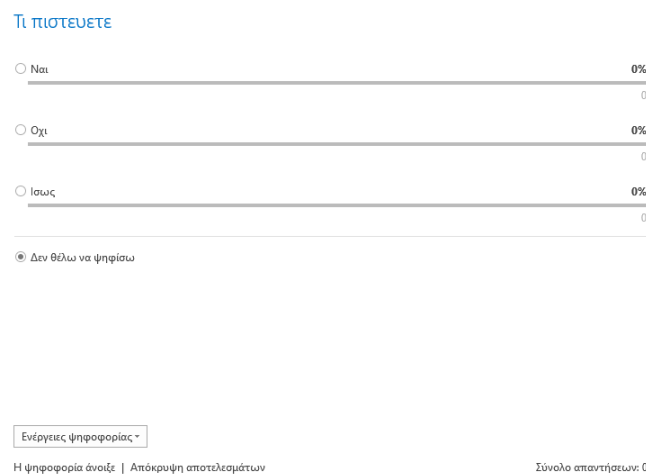 Τι πιστευετε
Ναι 0%
0
Οχι 0%
0
Ισως 0%
0
Δεν θέλω να ψηφίσω
Ενέργειες ψηφοφορίας
Η ψηφοφορία άνοιξε | Απόκρυψη αποτελεσμάτων Σύνολο απαντήσεων: 0